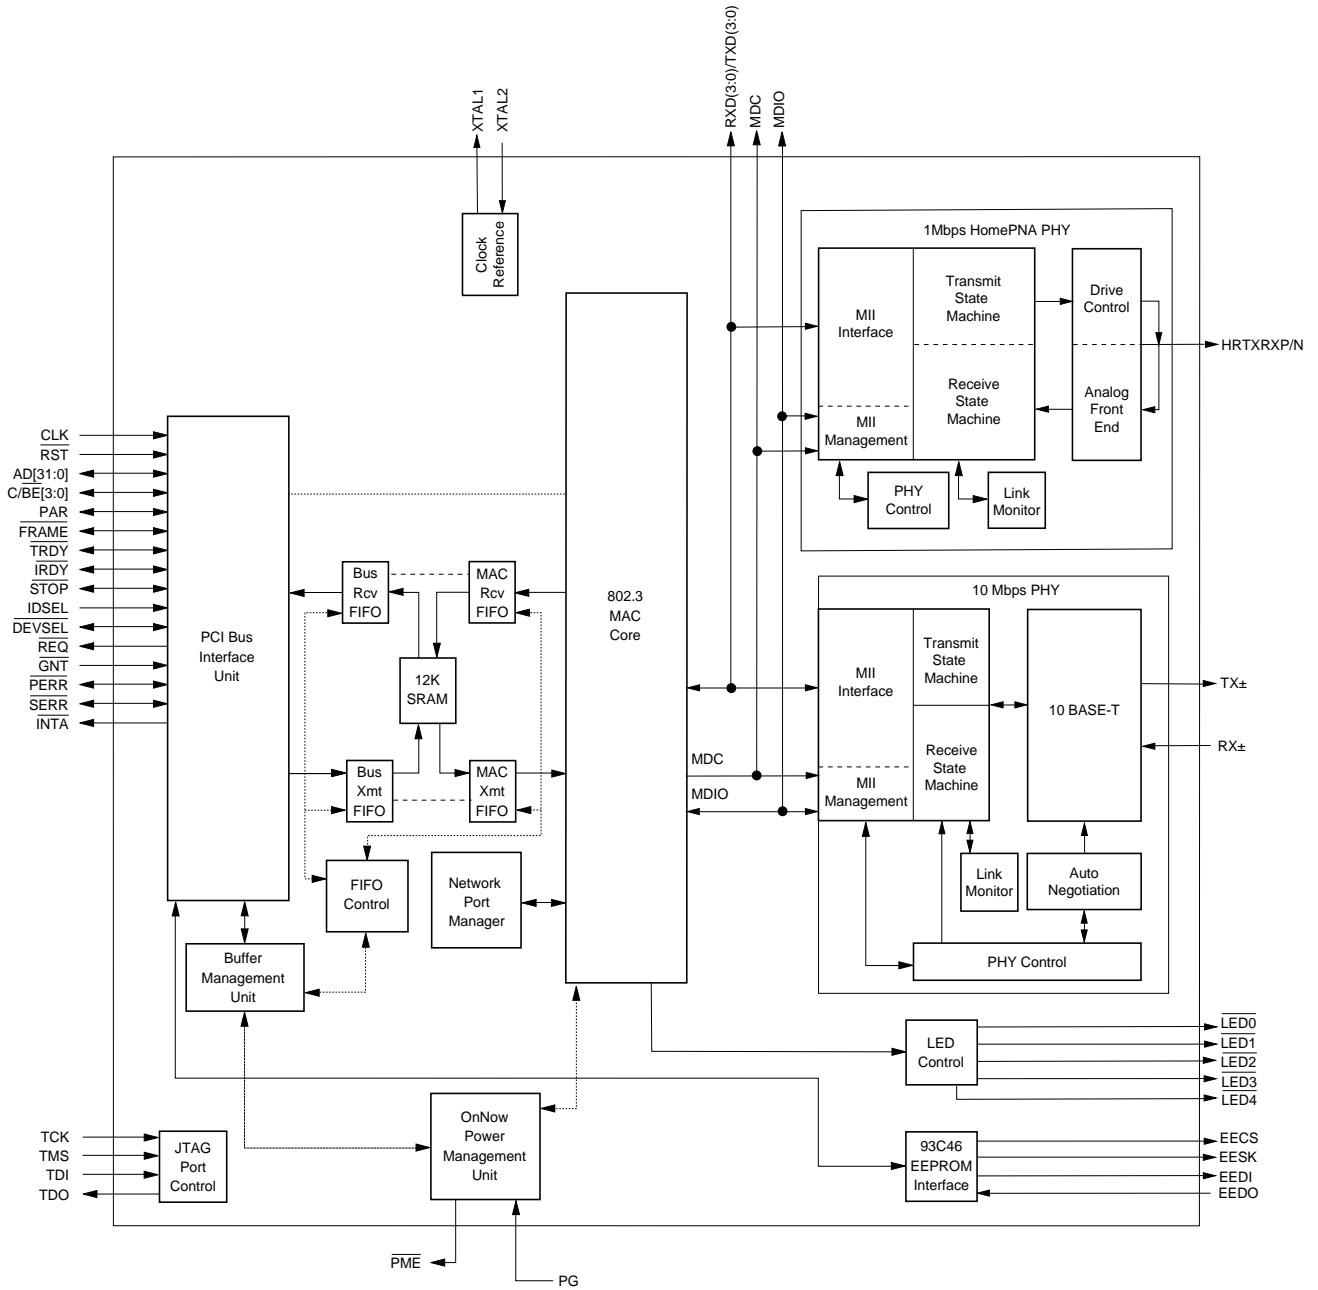 RXD(3:0)/TXD(3:0)
MDC
MDIO
XTAL1
XTAL2
Clock
Reference
1Mbps HomePNA PHY
MII
Interface
Transmit
State
Machine
Drive
Control
HRTXRXP/N
Receive
State
Machine
Analog
Front
End
MII
Management
PHY
Control
Link
Monitor
CLK
RST
AD[31:0]
C/BE[3:0]
PAR
FRAME
TRDY
IRDY
STOP
IDSEL
DEVSEL
REQ
GNT
PERR
SERR
INTA
PCI Bus
Interface
Unit
Bus
Rcv
FIFO
MAC
Rcv
FIFO
12K
SRAM
Bus
Xmt
FIFO
MAC
Xmt
FIFO
802.3
MAC
Core
MDC
MDIO
10 Mbps PHY
MII
Interface
Transmit
State
Machine
10 BASE-T
TX±
RX±
Receive
State
Machine
MII
Management
Link
Monitor
Auto
Negotiation
PHY Control
FIFO
Control
Network
Port
Manager
Buffer
Management
Unit
LED
Control
LED0
LED1
LED2
LED3
LED4
OnNow
Power
Management
Unit
93C46
EEPROM
Interface
EECS
EESK
EEDI
EEDO
TCK
TMS
TDI
TDO
JTAG
Port
Control
PME
PG